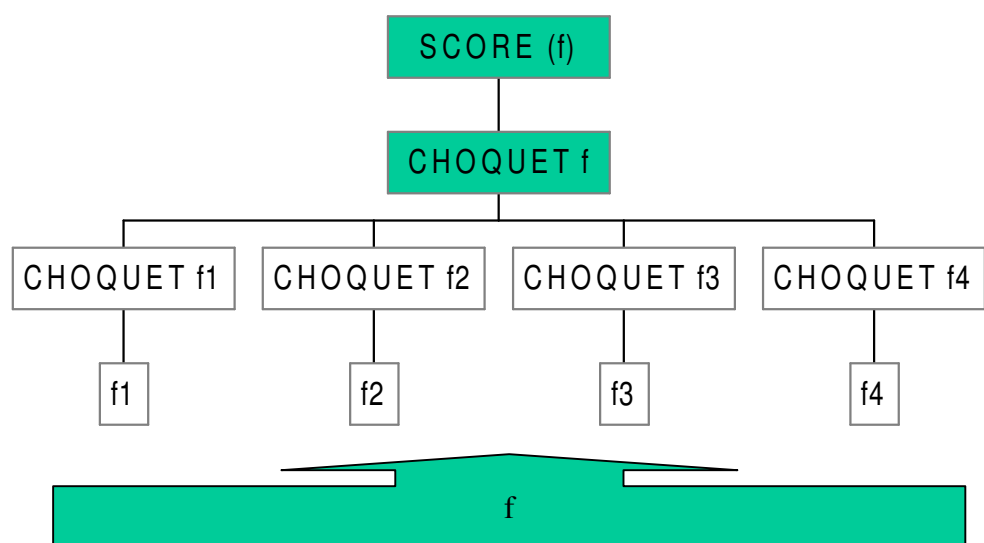 SCORE (f)
CHOQUET f
CHOQUET f1
CHOQUET f2
CHOQUET f3
CHOQUET f4
f1
f2
f3
f4
f